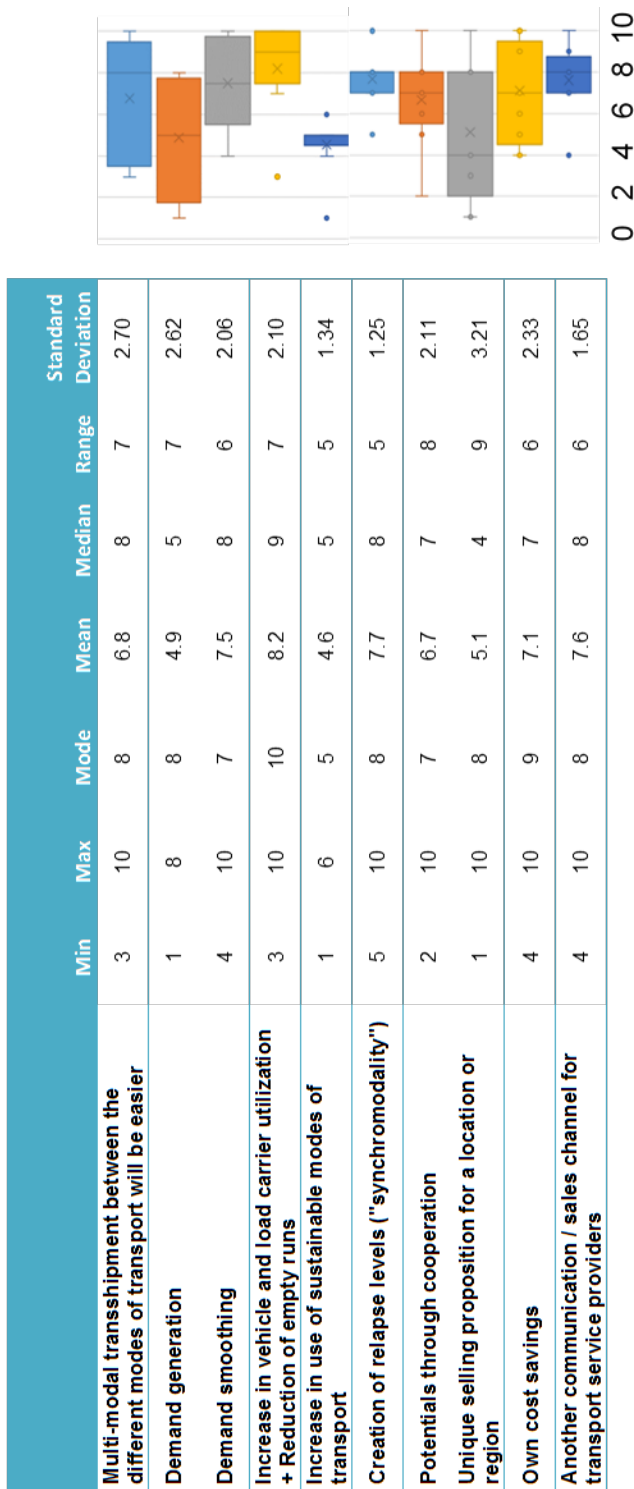 Min Max Mode Mean Median Range Standard Deviation
Multi-modal transshipment between the
different modes of transport will be easier
3 10 8 6.8 8 7 2.70
Demand generation 1 8 8 4.9 5 7 2.62
Demand smoothing 4 10 7 7.5 8 6 2.06
Increase in vehicle and load carrier utilization
+ Reduction of empty runs
3 10 10 8.2 9 7 2.10
Increase in use of sustainable modes of
transport
1 6 5 4.6 5 5 1.34
Creation of relapse levels ("synchromodality") 5 10 8 7.7 8 5 1.25
Potentials through cooperation 2 10 7 6.7 7 8 2.11
Unique selling proposition for a location or
region
1 10 8 5.1 4 9 3.21
Own cost savings 4 10 9 7.1 7 6 2.33
Another communication / sales channel for
transport service providers
4 10 8 7.6 8 6 1.65
0 2 4 6 8 10